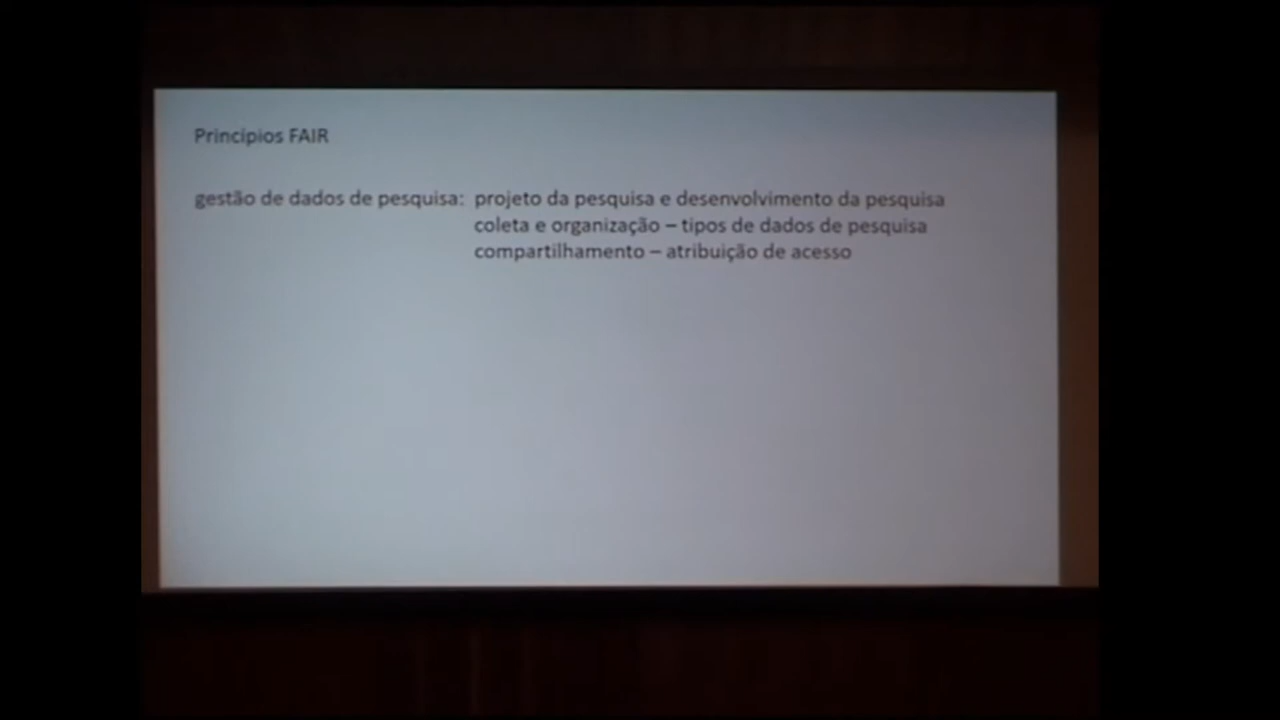 Princípios FAIR
gestão de dados de pesquisa: projeto da pesquisa e desenvolvimento da pesquisa
coleta e organização – tipos de dados de pesquisa
compartilhamento – atribuição de acesso